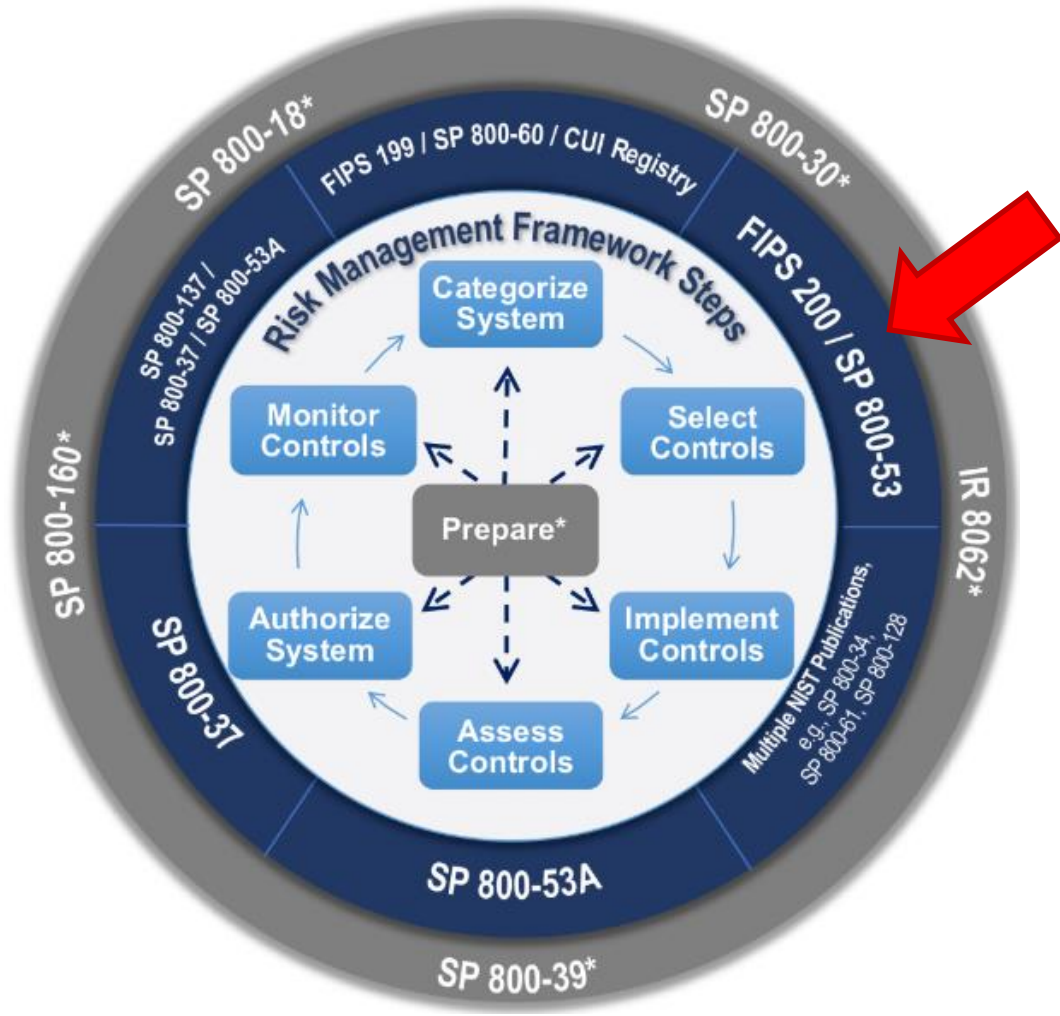 SP 800-18*
SP 800-30*
IR 8062*
SP 800-39*
SP 800-160*
FIPS 199 / SP 800-60 / CUI Registry
FIPS 200 / SP 800-53
Multiple NIST Publications,
e.g., SP 800-34,
SP 800-61, SP 800-128
SP 800-53A
SP 800-37
SP 800-137 /
SP 800-37 / SP 800-53A
Risk Management Framework Steps
Categorize
System
Select
Controls
Implement
Controls
Assess
Controls
Authorize
System
Monitor
Controls
Prepare*